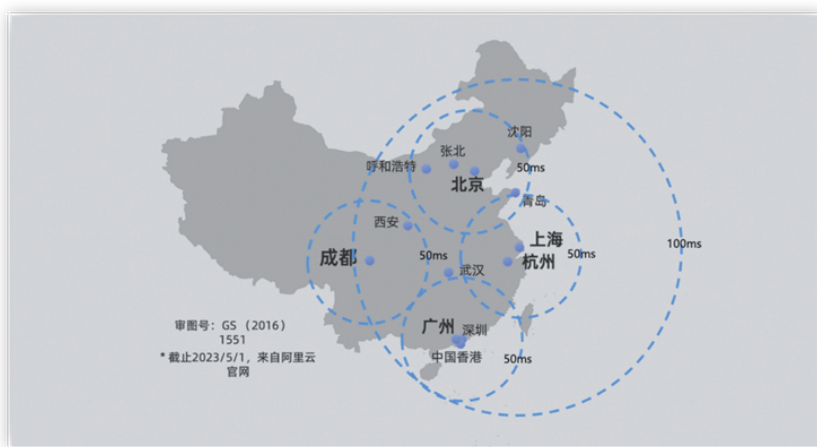 沈阳
张北
呼和浩特
50ms
北京
青岛
西安
上海
成都
50ms
杭州
50ms
100ms
武汉
广州
深圳
中国香港
50ms
审图号：GS （2016）
1551
*截止2023/5/1，来自阿里云
官网